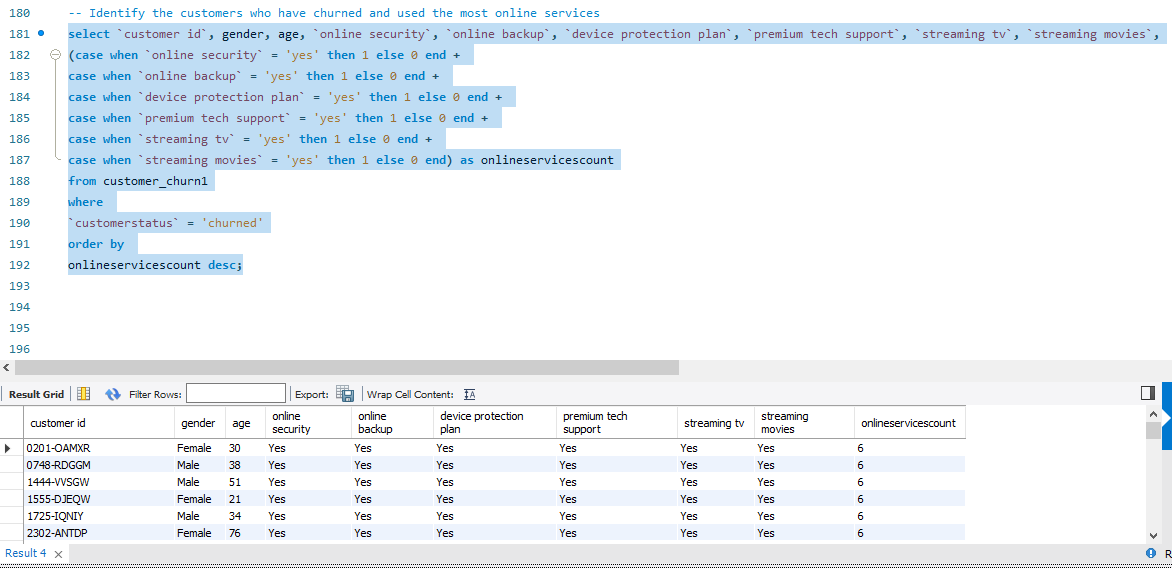 180 -- Identify the customers who have churned and used the most online services
181 select `customer id`, gender, age, `online security`, `online backup`, `device protection plan`, `premium tech support`, `streaming tv`, `streaming movies`,
182 (case when `online security` = 'yes' then 1 else 0 end +
183 case when `online backup` = 'yes' then 1 else 0 end +
184 case when `device protection plan` = 'yes' then 1 else 0 end +
185 case when `premium tech support` = 'yes' then 1 else 0 end +
186 case when `streaming tv` = 'yes' then 1 else 0 end +
187 case when `streaming movies` = 'yes' then 1 else 0 end) as onlineservicescount
188 from customer_churn1
189 where
190 `customerstatus` = 'churned'
191 order by
192 onlineservicescount desc;
193
194
195
196
Result Grid Filter Rows: Export: Wrap Cell Content: IA
customer id gender age online security online backup device protection plan premium tech support streaming tv streaming movies onlineservicescount
0201-OAMXR Female 30 Yes Yes Yes Yes Yes Yes 6
0748-RDGGM Male 38 Yes Yes Yes Yes Yes Yes 6
1444-VVSGW Male 51 Yes Yes Yes Yes Yes Yes 6
1555-DJEQW Female 21 Yes Yes Yes Yes Yes Yes 6
1725-IQNIY Male 34 Yes Yes Yes Yes Yes Yes 6
2302-ANTDP Female 76 Yes Yes Yes Yes Yes Yes 6
Result 4 R